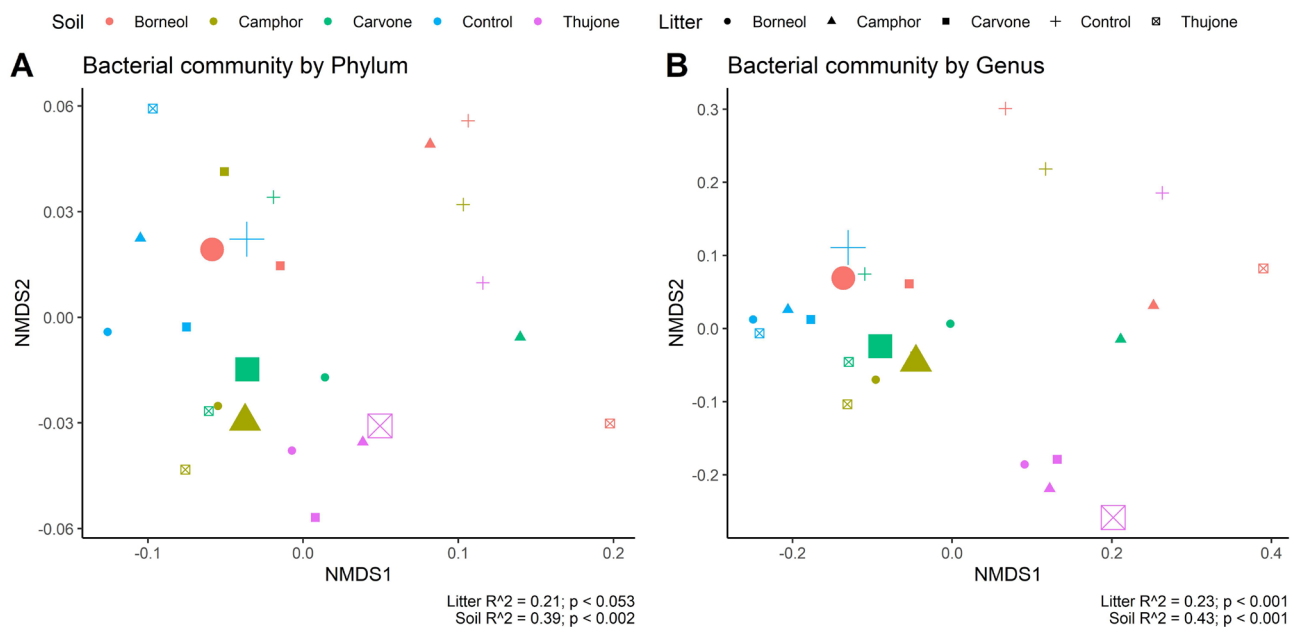 Soil Borneol Camphor Carvone Control Thujone Litter Borneol Camphor Carvone Control Thujone
A Bacterial community by Phylum
0.06
0.03
0.00
-0.03
-0.06
NMDS2
-0.1 0.0 0.1 0.2
NMDS1
Litter R^2 = 0.21; p < 0.053
Soil R^2 = 0.39; p < 0.002
B Bacterial community by Genus
0.3
0.2
0.1
0.0
-0.1
-0.2
NMDS2
-0.2 0.0 0.2 0.4
NMDS1
Litter R^2 = 0.23; p < 0.001
Soil R^2 = 0.43; p < 0.001